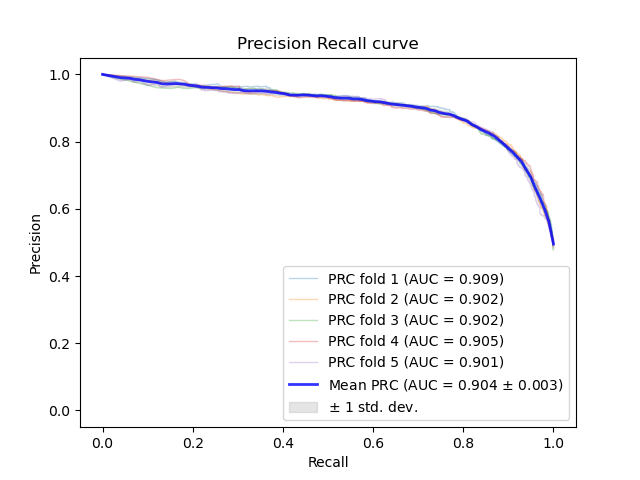 Precision Recall curve
1.0
0.8
0.6
0.4
0.2
0.0
Precision
PRC fold 1 (AUC = 0.909)
PRC fold 2 (AUC = 0.902)
PRC fold 3 (AUC = 0.902)
PRC fold 4 (AUC = 0.905)
PRC fold 5 (AUC = 0.901)
Mean PRC (AUC = 0.904 ± 0.003)
± 1 std. dev.
0.0 0.2 0.4 0.6 0.8 1.0
Recall